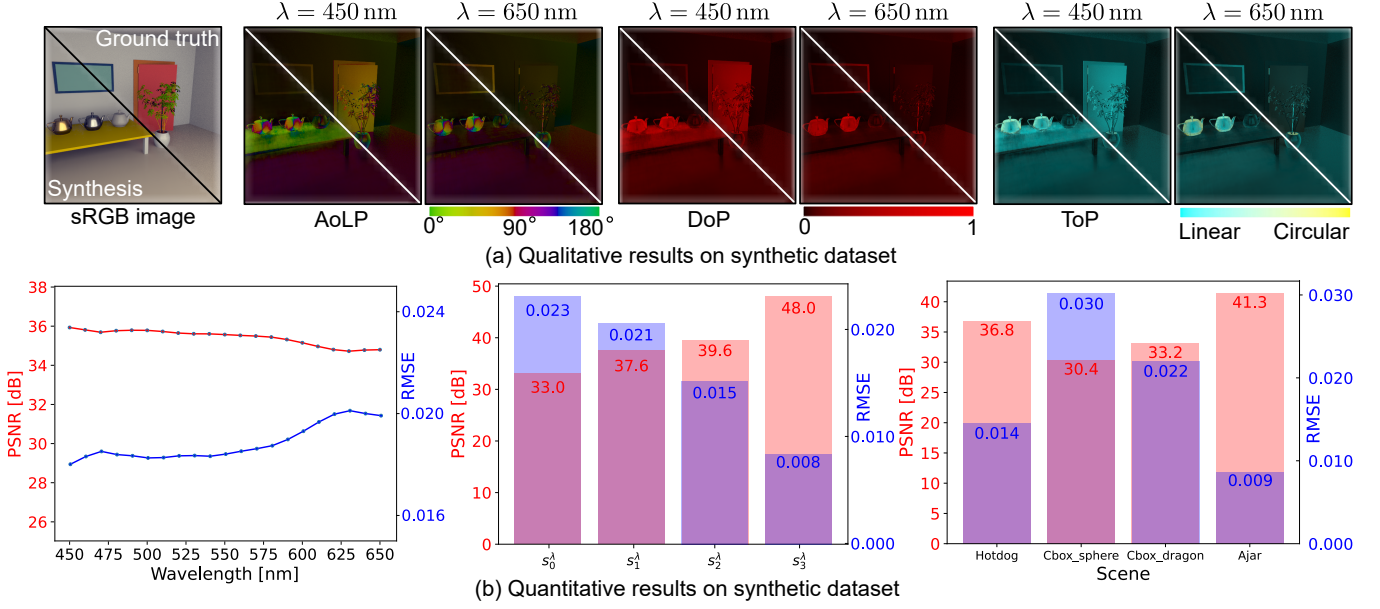 λ = 450 nm λ = 650 nm λ = 450 nm λ = 650 nm λ = 450 nm λ = 650 nm
Ground truth
Synthesis
sRGB image AoLP 0° 90° 180° DoP 0 1 ToP Linear Circular
(a) Qualitative results on synthetic dataset
PSNR [dB]
38
36
34
32
30
28
26
0.024
0.020
0.016
RMSE
450 475 500 525 550 575 600 625 650
Wavelength [nm]
PSNR [dB]
50
40
30
20
10
0
0.023 0.021 0.015 0.008
33.0 37.6 39.6 48.0
0.020
0.010
0.000
RMSE
s₀^λ s₁^λ s₂^λ s₃^λ
PSNR [dB]
40
35
30
25
20
15
10
5
0
36.8 30.4 33.2 41.3
0.014 0.030 0.022 0.009
0.030
0.020
0.010
0.000
RMSE
Hotdog Cbox_sphere Cbox_dragon Ajar
Scene
(b) Quantitative results on synthetic dataset